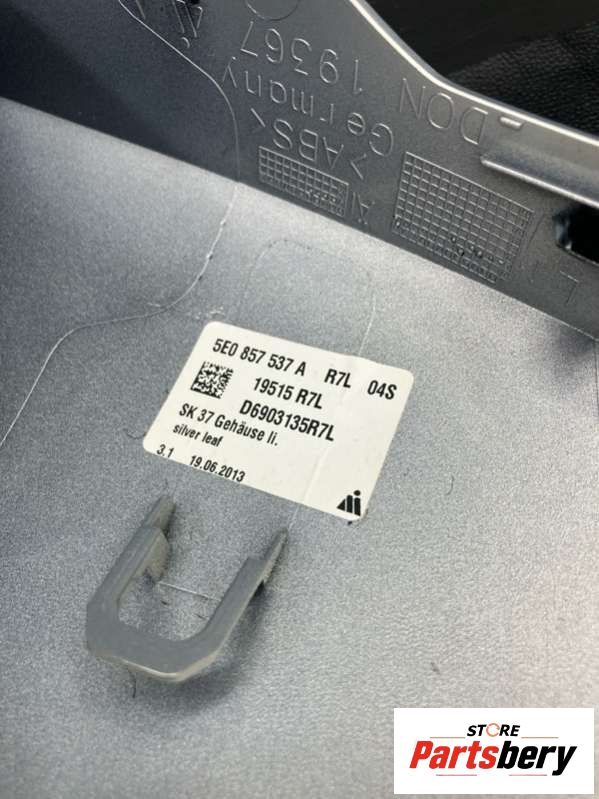 DON 19367
>ABS<
Germany
L
5E0 857 537 A R7L 04S
19515 R7L
D6903135R7L
SK 37 Gehäuse li.
silver leaf
3.1 19.06.2013
STORE
Partsbery